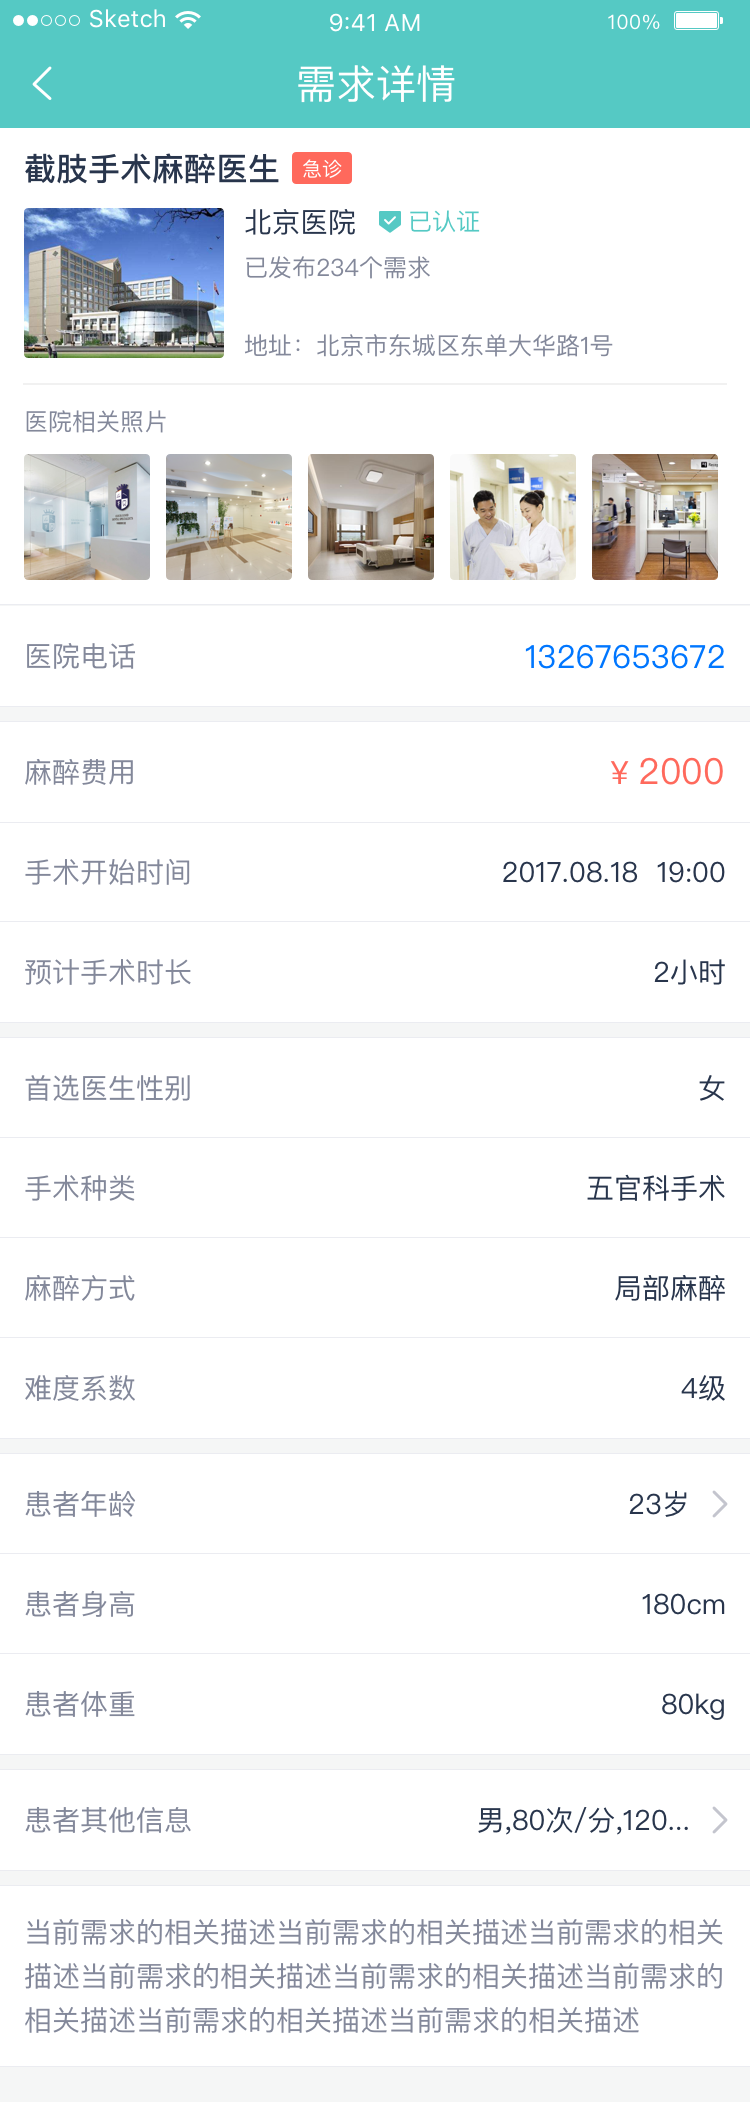 Sketch
9:41 AM
100%
需求详情
截肢手术麻醉医生 急诊
北京医院 已认证
已发布234个需求
地址：北京市东城区东单大华路1号
医院相关照片
医院电话 13267653672
麻醉费用 ¥ 2000
手术开始时间 2017.08.18 19:00
预计手术时长 2小时
首选医生性别 女
手术种类 五官科手术
麻醉方式 局部麻醉
难度系数 4级
患者年龄 23岁
患者身高 180cm
患者体重 80kg
患者其他信息 男,80次/分,120...
当前需求的相关描述当前需求的相关描述当前需求的相关
描述当前需求的相关描述当前需求的相关描述当前需求的
相关描述当前需求的相关描述当前需求的相关描述